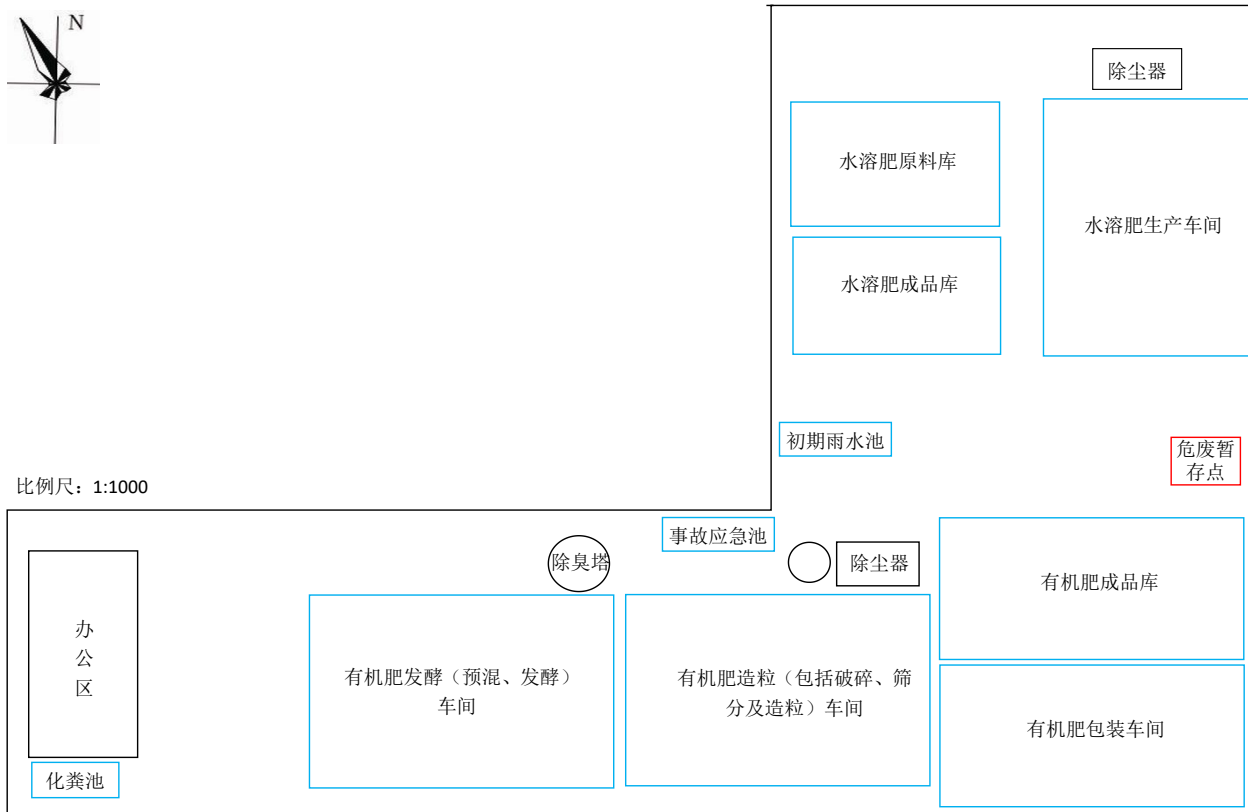 N
除尘器
水溶肥原料库
水溶肥生产车间
水溶肥成品库
初期雨水池
危废暂
存点
比例尺：1:1000
事故应急池
除臭塔
除尘器
有机肥成品库
办
公
区
有机肥发酵（预混、发酵）
车间
有机肥造粒（包括破碎、筛
分及造粒）车间
有机肥包装车间
化粪池